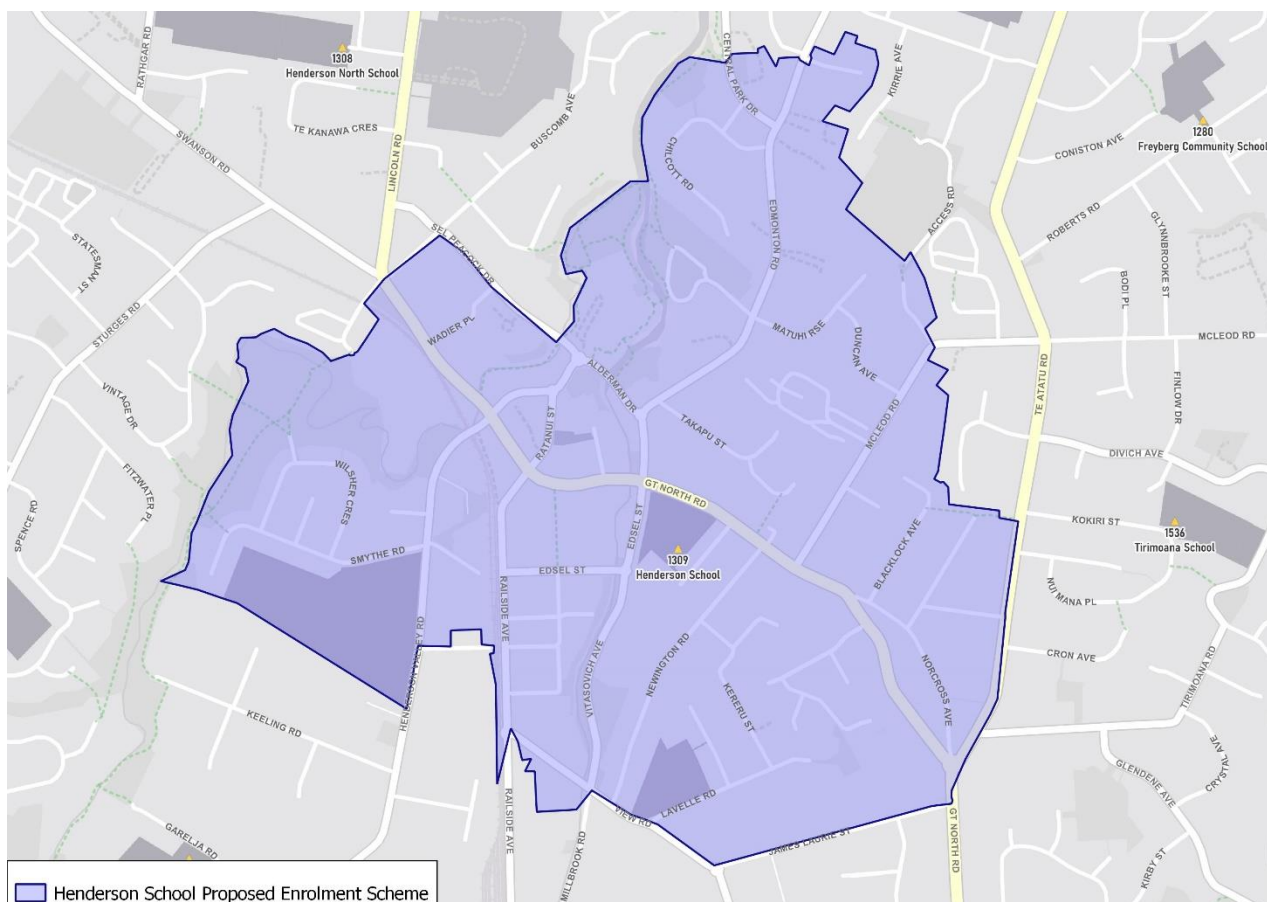 RATHGAR RD
1308
Henderson North School
TE KANAWA CRES
SWANSON RD
LINCOLN RD
BUSCOMB AVE
CENTRAL PARK DR
KIRRIE AVE
CHILCOTT RD
CONISTON AVE
1280
Freyberg Community School
STATESMAN ST
STURGES RD
SEL PEACOCK DR
EDMONTON RD
ACCESS RD
ROBERTS RD
GLYNNBROOKE ST
BODI PL
WADIER PL
MATUHI RSE
DUNCAN AVE
MCLEOD RD
TE ATATU RD
MCLEOD RD
VINTAGE DR
ALDERMAN DR
RATANUI ST
TAKAPU ST
FINLOW DR
FITZWATER PL
SPENCE RD
WILSHER CRES
DIVICH AVE
GT NORTH RD
SMYTHE RD
EDSEL ST
BLACKLOCK AVE
KOKIRI ST
1536
Tirimoana School
1309
Henderson School
EDSEL ST
RAILSIDE AVE
NUI MANA PL
CRON AVE
HENDERSON VALLEY RD
VITASOVICH AVE
NEWINGTON RD
KERERU ST
NORCROSS AVE
TIRIMOANA RD
KEELING RD
CRYSTAL AVE
GLENDENE AVE
RAILSIDE AVE
VIEW RD
LAVELLE RD
JAMES LAURIE ST
GT NORTH RD
GARELJA RD
MILLBROOK RD
KIRBY ST
Henderson School Proposed Enrolment Scheme